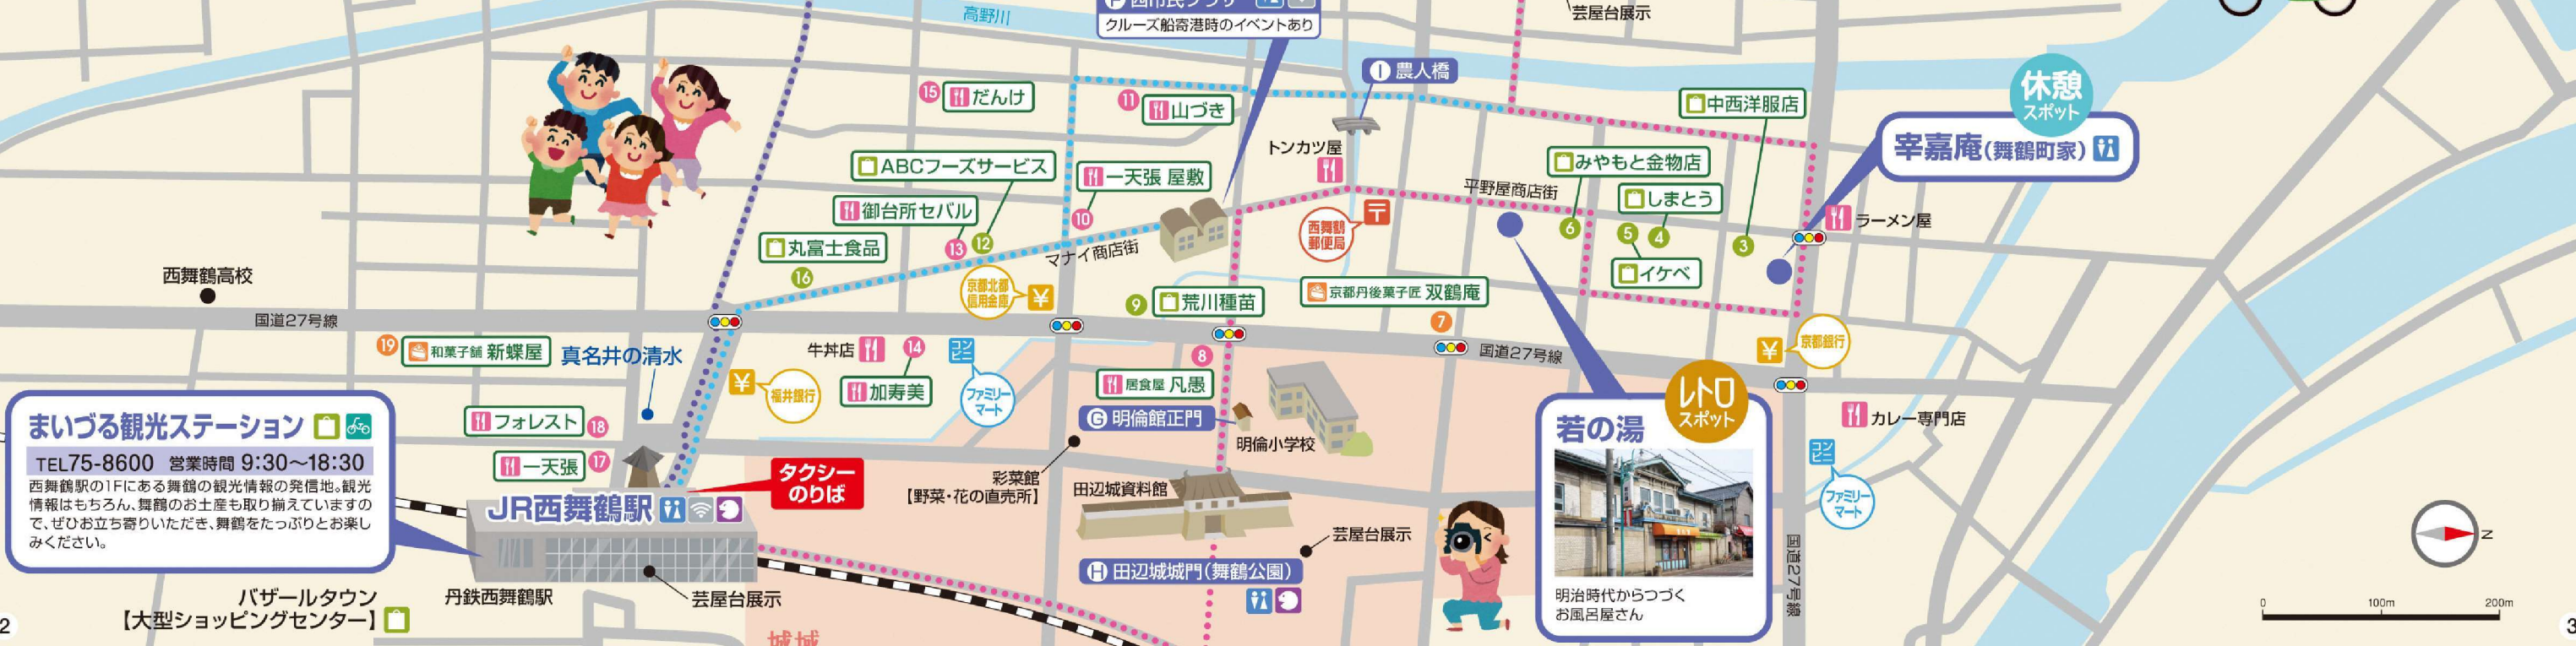 高野川
クルーズ船寄港時のイベントあり
芸屋台展示
I 農人橋
休憩
スポット
宰嘉庵(舞鶴町家)
15 だんけ
11 山づき
中西洋服店
トンカツ屋
ABCフーズサービス
一天張 屋敷
10
みやもと金物店
平野屋商店街
しまとう
御台所セバル
13
12
西舞鶴
郵便局
〒
6
5
4
3
ラーメン屋
丸富士食品
16
マナイ商店街
イケベ
西舞鶴高校
京都北都
信用金庫
¥
9 荒川種苗
京都丹後菓子匠 双鶴庵
7
国道27号線
国道27号線
19 和菓子舗 新蝶屋
真名井の清水
牛丼店
14
加寿美
コンビニ
ファミリー
マート
8
居食屋 凡愚
¥
京都銀行
¥
福井銀行
G 明倫館正門
明倫小学校
レトロ
スポット
若の湯
明治時代からつづく
お風呂屋さん
カレー専門店
コンビニ
ファミリー
マート
まいづる観光ステーション
TEL75-8600 営業時間 9:30〜18:30
西舞鶴駅の1Fにある舞鶴の観光情報の発信地。観光
情報はもちろん、舞鶴のお土産も取り揃えていますの
で、ぜひお立ち寄りいただき、舞鶴をたっぷりとお楽し
みください。
フォレスト 18
一天張 17
タクシー
のりば
JR西舞鶴駅
彩菜館
【野菜・花の直売所】
田辺城資料館
芸屋台展示
H 田辺城城門(舞鶴公園)
国道27号線
N
バザールタウン
【大型ショッピングセンター】
丹鉄西舞鶴駅
芸屋台展示
0 100m 200m
2
3